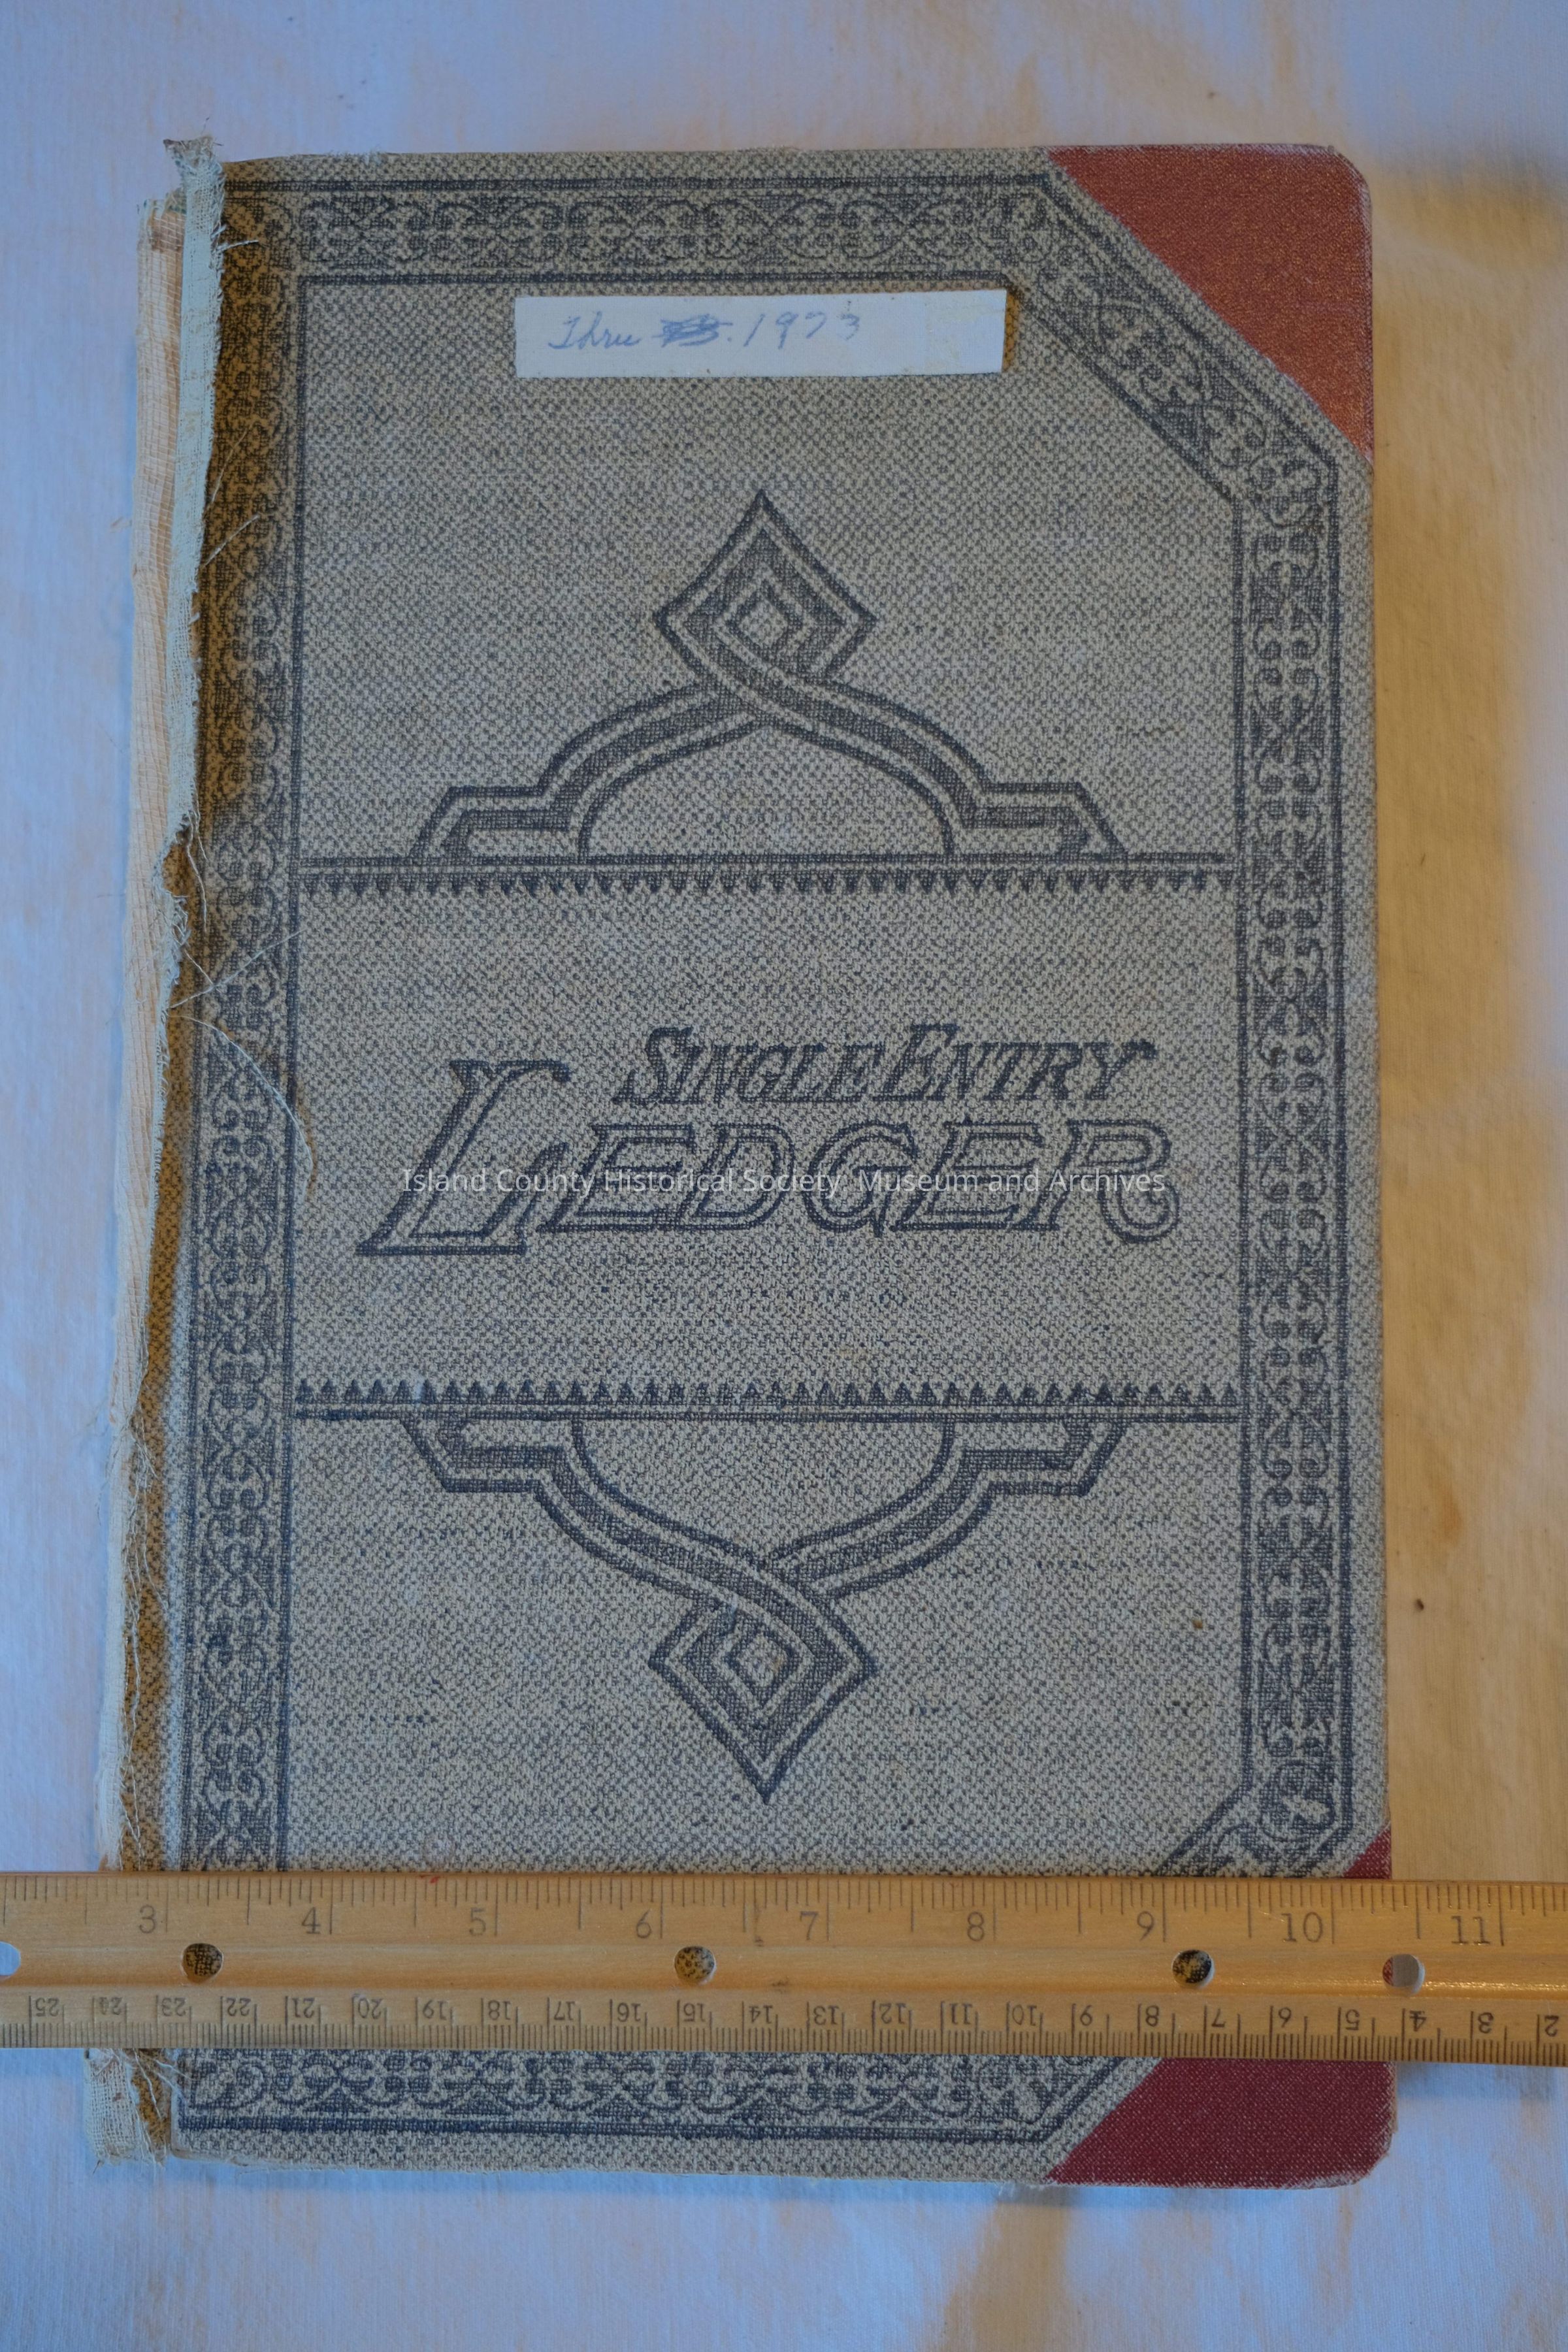 Thru 1973
SINGLE ENTRY
LEDGER
Island County Historical Society, Museum and Archives
3 4 5 6 7 8 9 10 11
25 24 23 22 21 20 19 18 17 16 15 14 13 12 11 10 9 8 7 6 5 4 3 2